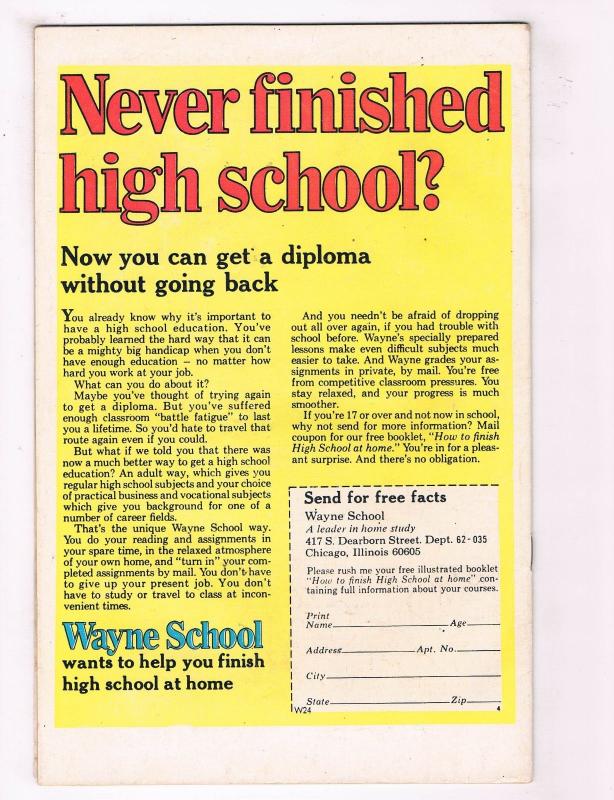 Never finished
high school?
Now you can get a diploma
without going back
You already know why it's important to
have a high school education. You've
probably learned the hard way that it can
be a mighty big handicap when you don't
have enough education – no matter how
hard you work at your job.
What can you do about it?
Maybe you've thought of trying again
to get a diploma. But you've suffered
enough classroom "battle fatigue" to last
you a lifetime. So you'd hate to travel that
route again even if you could.
But what if we told you that there was
now a much better way to get a high school
education? An adult way, which gives you
regular high school subjects and your choice
of practical business and vocational subjects
which give you background for one of a
number of career fields.
That's the unique Wayne School way.
You do your reading and assignments in
your spare time, in the relaxed atmosphere
of your own home, and "turn in" your com-
pleted assignments by mail. You don't have
to give up your present job. You don't
have to study or travel to class at incon-
venient times.
Wayne School
wants to help you finish
high school at home
And you needn't be afraid of dropping
out all over again, if you had trouble with
school before. Wayne's specially prepared
lessons make even difficult subjects much
easier to take. And Wayne grades your as-
signments in private, by mail. You're free
from competitive classroom pressures. You
stay relaxed, and your progress is much
smoother.
If you're 17 or over and not now in school,
why not send for more information? Mail
coupon for our free booklet, "How to finish
High School at home." You're in for a pleas-
ant surprise. And there's no obligation.
Send for free facts
Wayne School
A leader in home study
417 S. Dearborn Street. Dept. 62-035
Chicago, Illinois 60605
Please rush me your free illustrated booklet
"How to finish High School at home" con-
taining full information about your courses.
Print
Name Age
Address Apt. No.
City
State Zip
W24 4